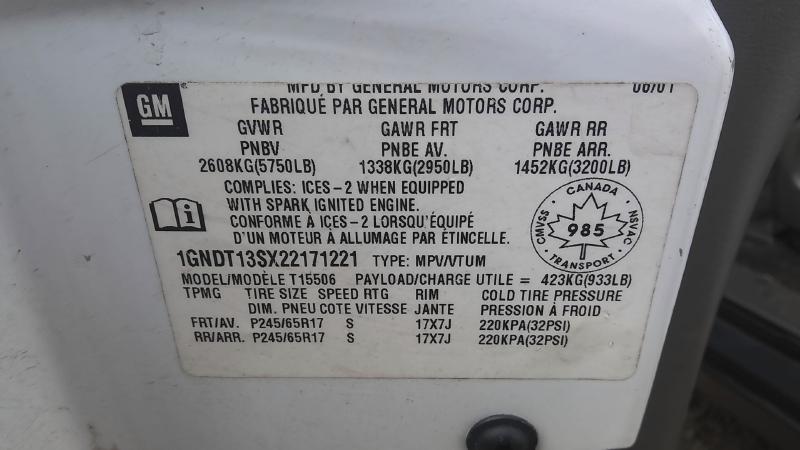 GM
MFD BY GENERAL MOTORS CORP. 06/01
FABRIQUÉ PAR GENERAL MOTORS CORP.
GVWR GAWR FRT GAWR RR
PNBV PNBE AV. PNBE ARR.
2608KG(5750LB) 1338KG(2950LB) 1452KG(3200LB)
COMPLIES: ICES-2 WHEN EQUIPPED
WITH SPARK IGNITED ENGINE.
CONFORME À ICES-2 LORSQU'ÉQUIPÉ
D'UN MOTEUR À ALLUMAGE PAR ÉTINCELLE.
CANADA
CMVSS 985 NSVAC
TRANSPORT
1GNDT13SX22171221 TYPE: MPV/VTUM
MODEL/MODÈLE T15506 PAYLOAD/CHARGE UTILE = 423KG(933LB)
TPMG TIRE SIZE SPEED RTG RIM COLD TIRE PRESSURE
DIM. PNEU COTE VITESSE JANTE PRESSION À FROID
FRT/AV. P245/65R17 S 17X7J 220KPA(32PSI)
RR/ARR. P245/65R17 S 17X7J 220KPA(32PSI)